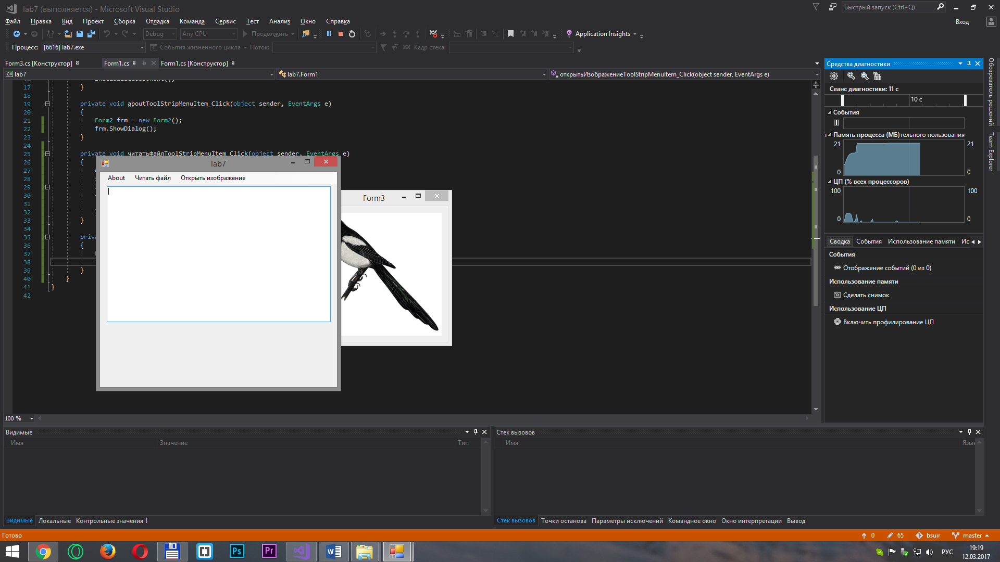 lab7 (выполняется) - Microsoft Visual Studio
Быстрый запуск (Ctrl+Q)
Файл Правка Вид Проект Сборка Отладка Команда Сервис Тест Анализ Окно Справка
Вход
Debug Any CPU Продолжить Application Insights
Процесс: [6616] lab7.exe События жизненного цикла Поток: Кадр стека:
Form3.cs [Конструктор] Form1.cs Form1.cs [Конструктор]
C# lab7 lab7.Form1 открытьИзображениеToolStripMenuItem_Click(object sender, EventArgs e)
17 }
18
19 private void aboutToolStripMenuItem_Click(object sender, EventArgs e)
20 {
21 Form2 frm = new Form2();
22 frm.ShowDialog();
23 }
24
25 private void читатьФайлToolStripMenuItem_Click(object sender, EventArgs e)
26 {
27
28
29
30
31
32
33 }
34
35 priva
36 {
37
38
39 }
40 }
41 }
42
lab7
About Читать файл Открыть изображение
Form3
100 %
Средства диагностики
Сеанс диагностики: 11 с
10 с
События
Память процесса (МБ)тельного пользования
21 21
0 0
ЦП (% всех процессоров)
100 100
0 0
Сводка События Использование памяти Ис
События
Отображение событий (0 из 0)
Использование памяти
Сделать снимок
Использование ЦП
Включить профилирование ЦП
Обозреватель решений
Team Explorer
Видимые
Имя Значение Тип
Видимые Локальные Контрольные значения 1
Стек вызовов
Имя Язык
Стек вызовов Точки останова Параметры исключений Командное окно Окно интерпретации Вывод
Готово
0 65 bsuir master
Ps Pr W
РУС
19:19
12.03.2017